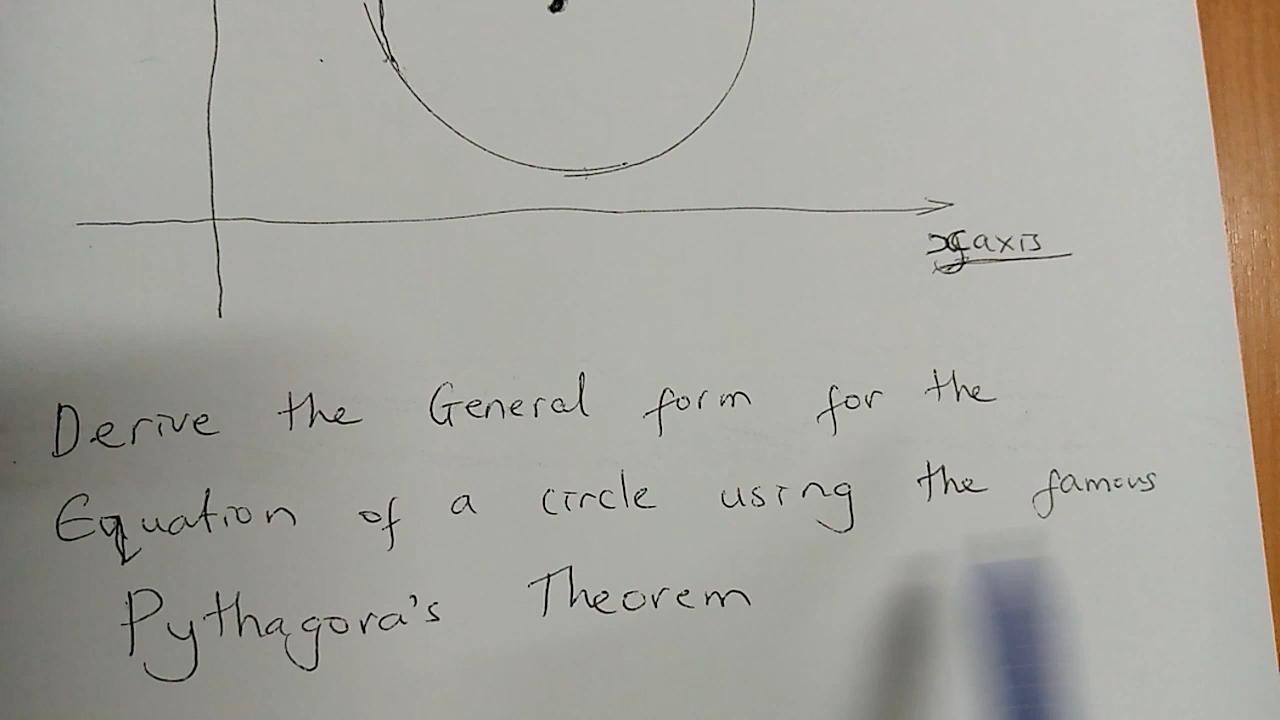 x axis
Derive the General form for the
Equation of a circle using the famous
Pythagora's Theorem